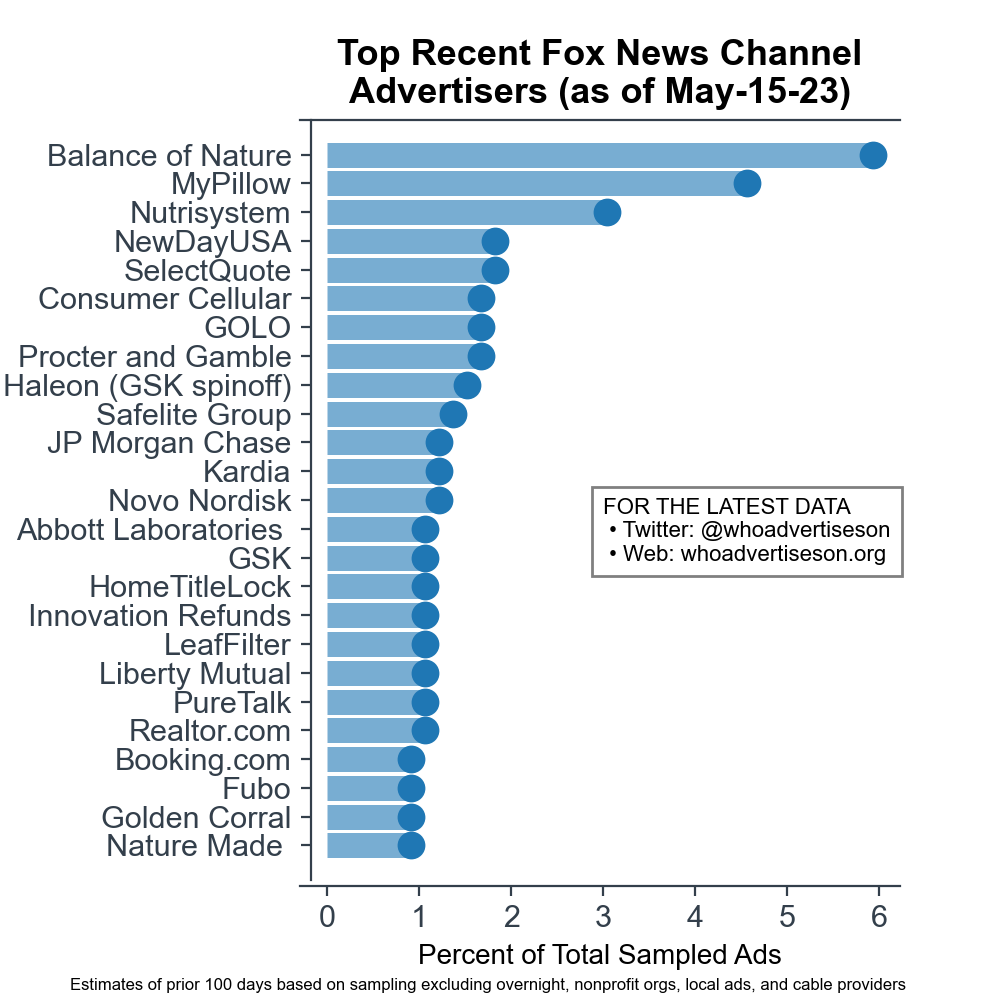 Top Recent Fox News Channel
Advertisers (as of May-15-23)
Balance of Nature
MyPillow
Nutrisystem
NewDayUSA
SelectQuote
Consumer Cellular
GOLO
Procter and Gamble
Haleon (GSK spinoff)
Safelite Group
JP Morgan Chase
Kardia
Novo Nordisk
Abbott Laboratories
GSK
HomeTitleLock
Innovation Refunds
LeafFilter
Liberty Mutual
PureTalk
Realtor.com
Booking.com
Fubo
Golden Corral
Nature Made
FOR THE LATEST DATA
• Twitter: @whoadvertiseson
• Web: whoadvertiseson.org
0 1 2 3 4 5 6
Percent of Total Sampled Ads
Estimates of prior 100 days based on sampling excluding overnight, nonprofit orgs, local ads, and cable providers